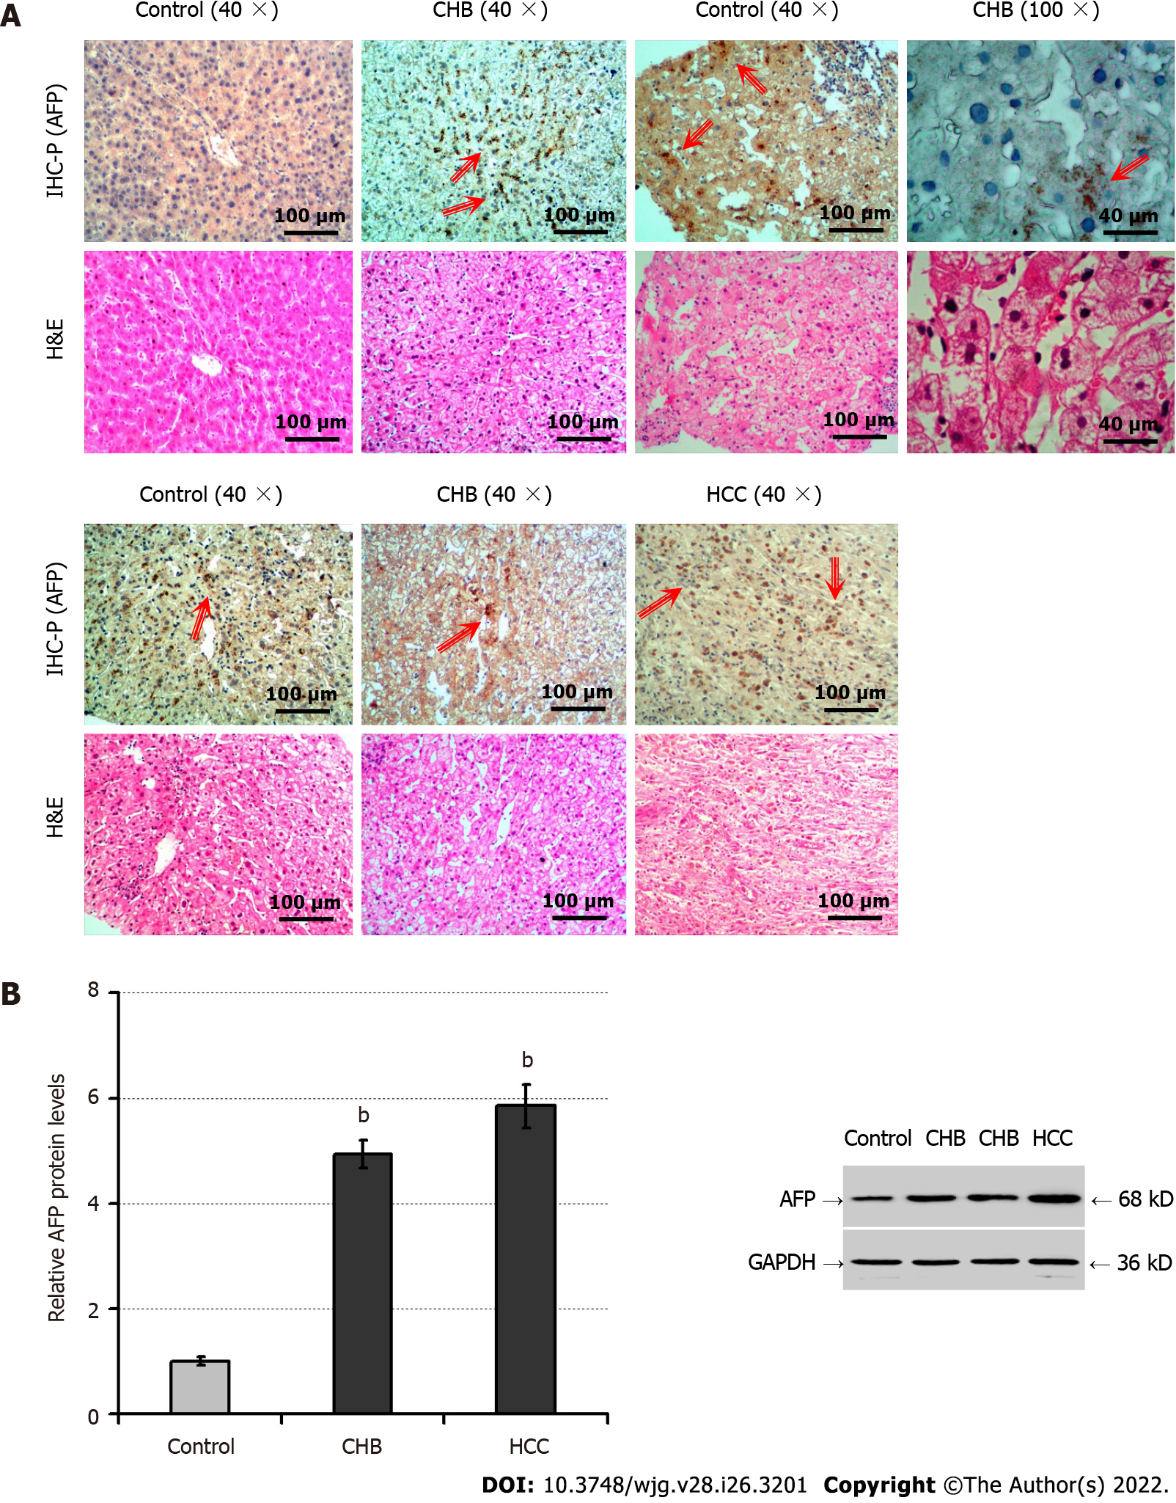 A
Control (40 ×) CHB (40 ×) Control (40 ×) CHB (100 ×)
IHC-P (AFP)
100 μm 100 μm 100 μm 40 μm
H&E
100 μm 100 μm 100 μm 40 μm
Control (40 ×) CHB (40 ×) HCC (40 ×)
IHC-P (AFP)
100 μm 100 μm 100 μm
H&E
100 μm 100 μm 100 μm
B
Relative AFP protein levels
8
6
4
2
0
b
b
Control CHB HCC
Control CHB CHB HCC
AFP → ← 68 kD
GAPDH → ← 36 kD
DOI: 10.3748/wjg.v28.i26.3201 Copyright ©The Author(s) 2022.